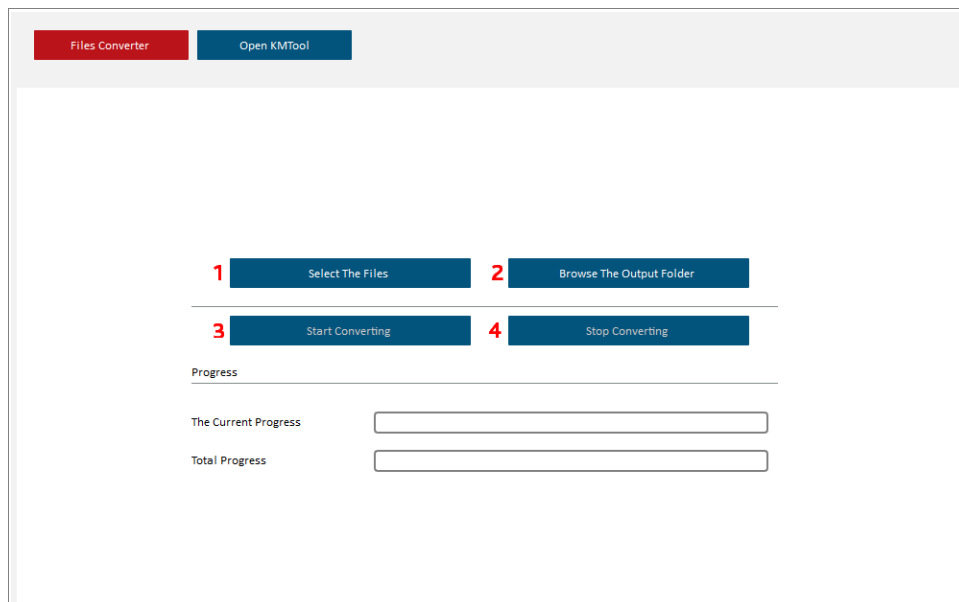 Files Converter
Open KMTool
1 Select The Files
2 Browse The Output Folder
3 Start Converting
4 Stop Converting
Progress
The Current Progress
Total Progress